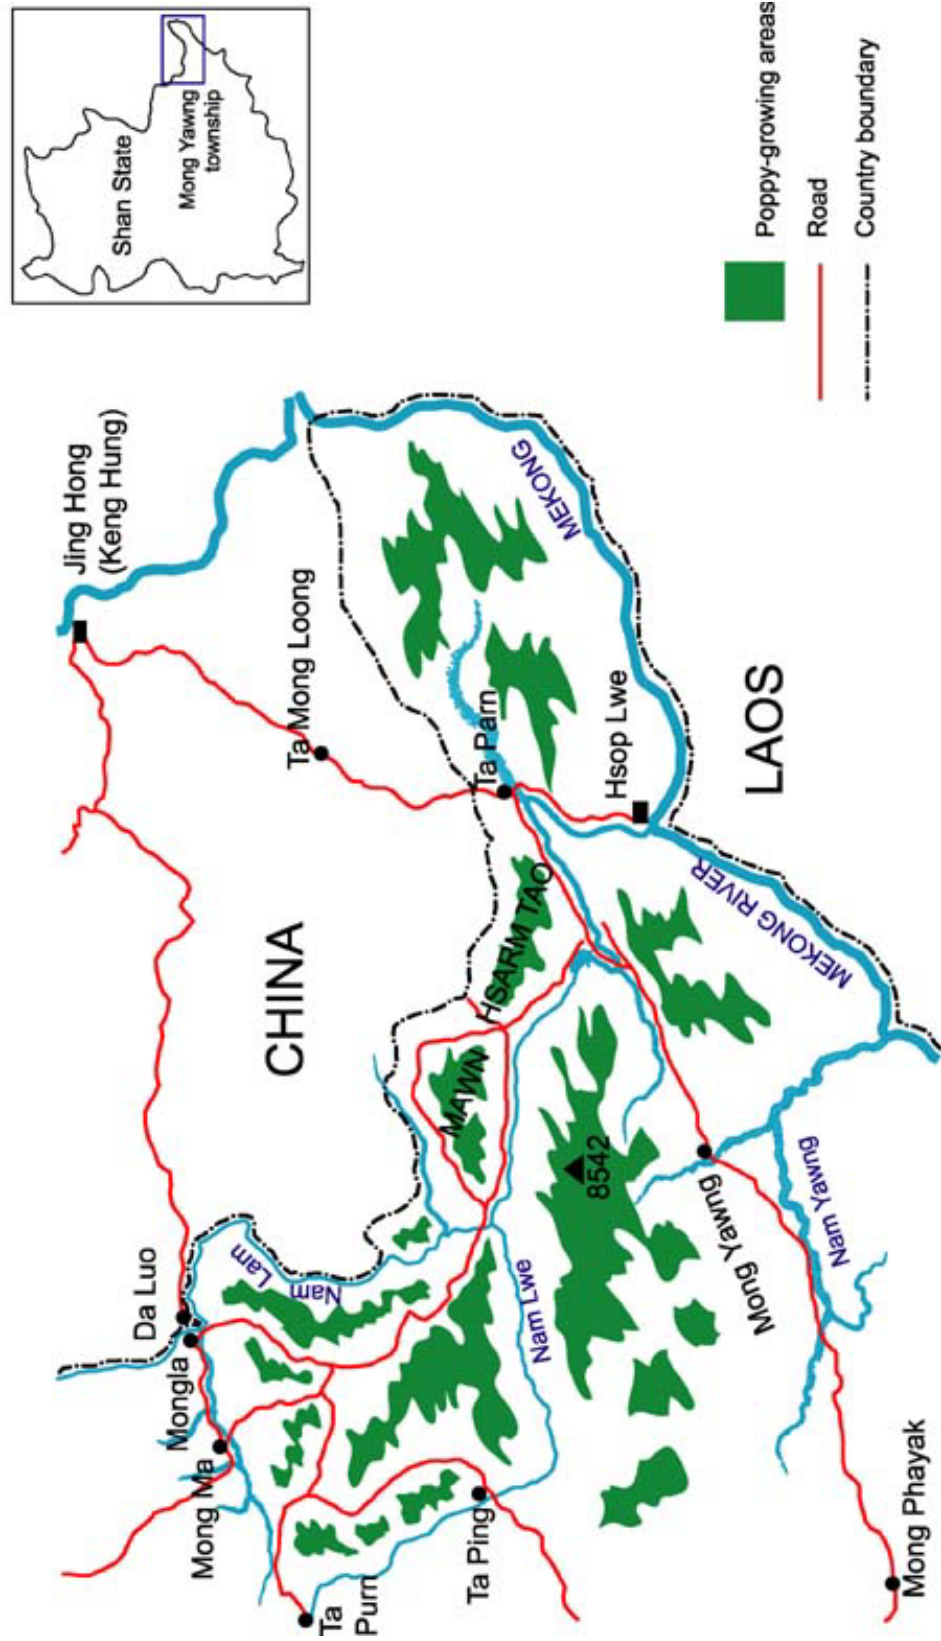 Shan State
Mong Yawng
township
Poppy-growing areas
Road
Country boundary
Jing Hong
(Keng Hung)
Ta Mong Loong
CHINA
Da Luo
Mongla
Mong Ma
Ta
Purn
Ta Ping
Nam Lam
Nam Lwe
MAWN
HSARM TAO
Ta Parn
Hsop Lwe
MEKONG
LAOS
MEKONG RIVER
8542
Mong Yawng
Nam Yawng
Mong Phayak